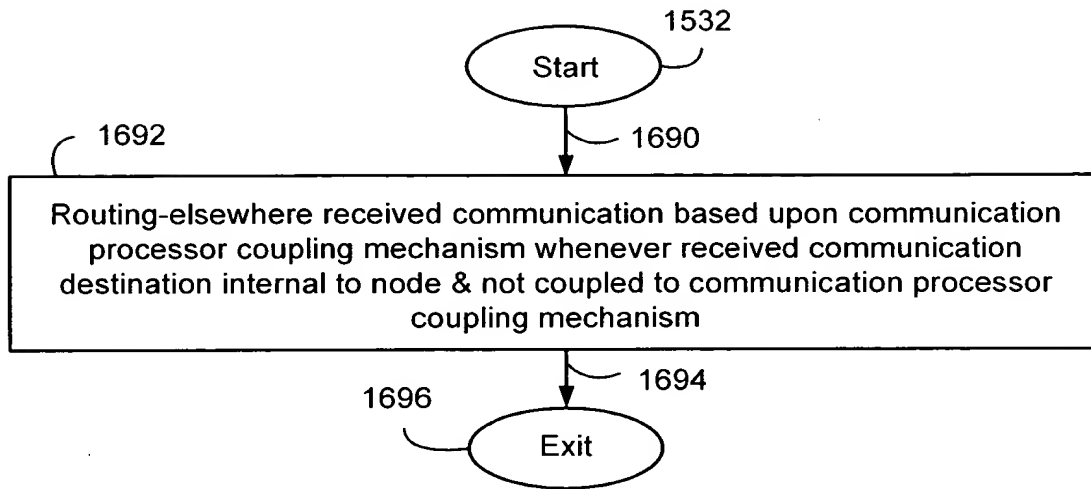 1532
Start
1690
1692
Routing-elsewhere received communication based upon communication
processor coupling mechanism whenever received communication
destination internal to node & not coupled to communication processor
coupling mechanism
1694
1696
Exit